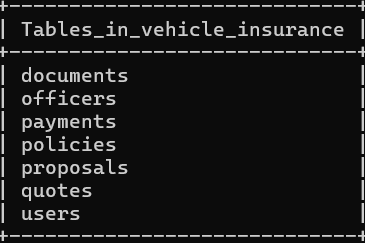 Tables_in_vehicle_insurance
documents
officers
payments
policies
proposals
quotes
users